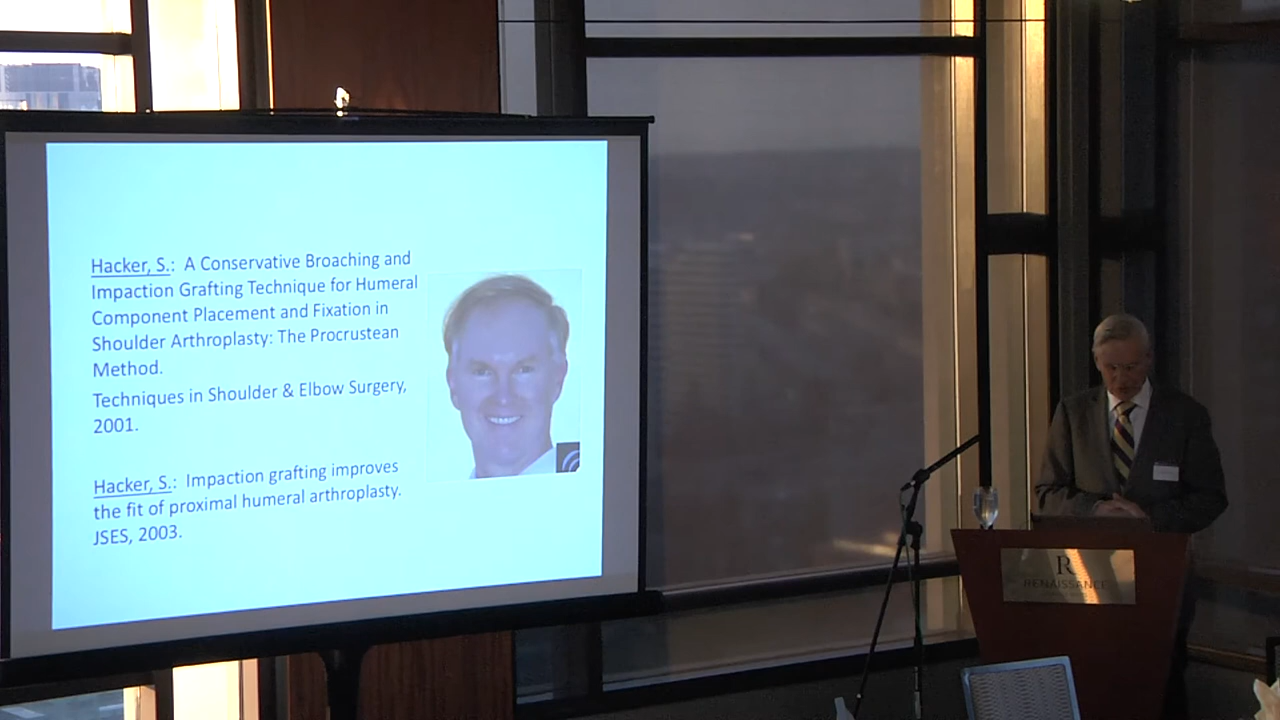 Hacker, S.: A Conservative Broaching and
Impaction Grafting Technique for Humeral
Component Placement and Fixation in
Shoulder Arthroplasty: The Procrustean
Method.
Techniques in Shoulder & Elbow Surgery,
2001.
Hacker, S.: Impaction grafting improves
the fit of proximal humeral arthroplasty.
JSES, 2003.
R
RENAISSANCE